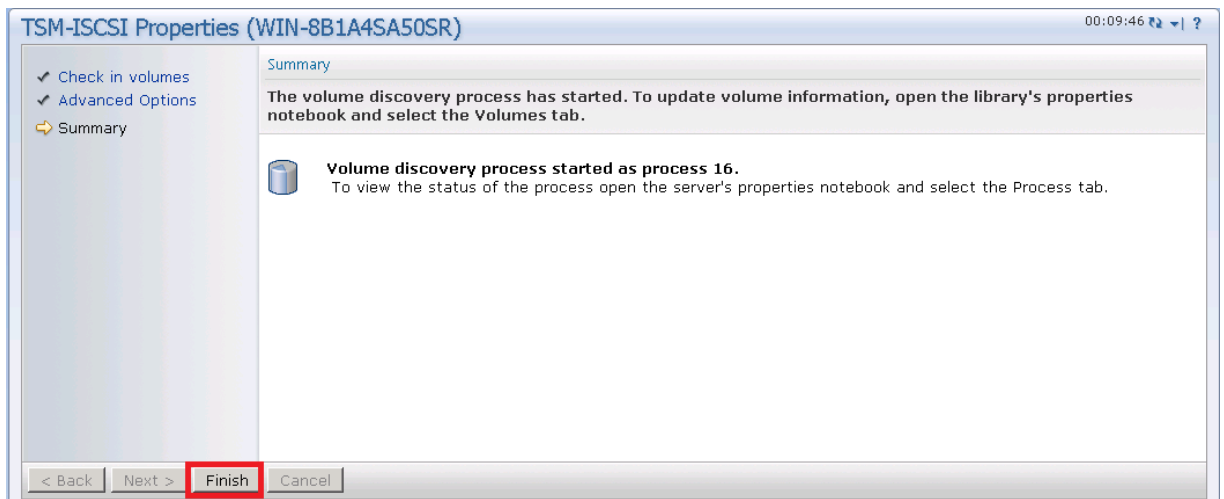 TSM-ISCSI Properties (WIN-8B1A4SA50SR)
00:09:46
?
Check in volumes
Advanced Options
Summary
Summary
The volume discovery process has started. To update volume information, open the library's properties
notebook and select the Volumes tab.
Volume discovery process started as process 16.
To view the status of the process open the server's properties notebook and select the Process tab.
< Back
Next >
Finish
Cancel